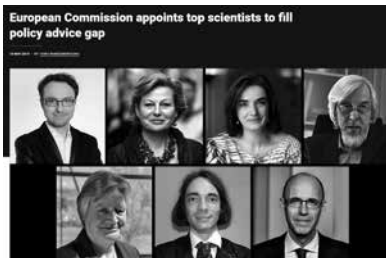 European Commission appoints top scientists to fill
policy advice gap